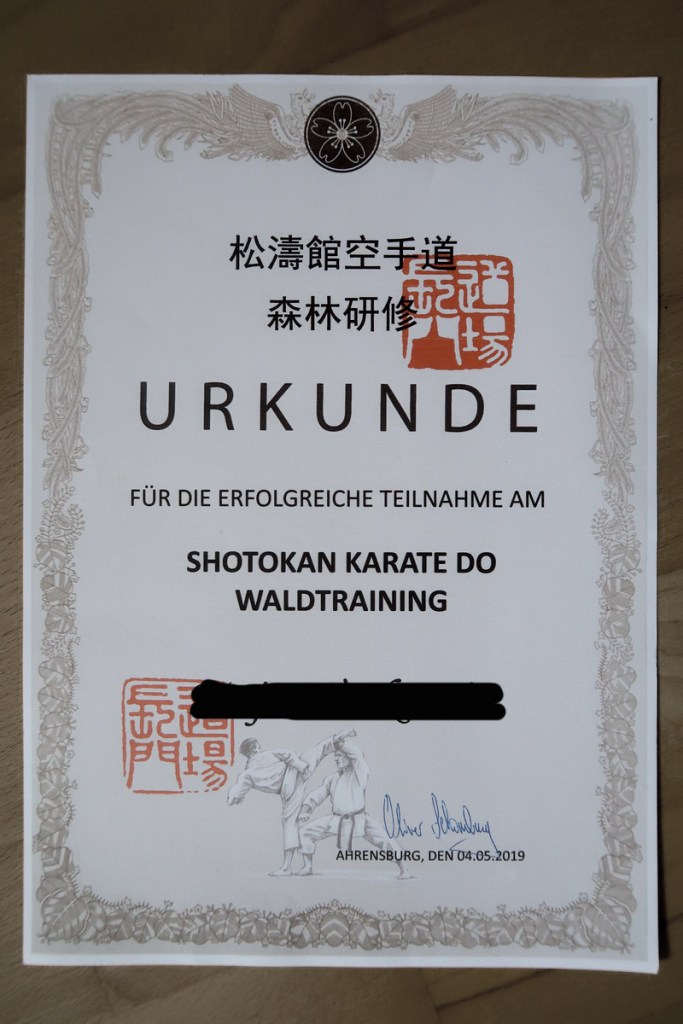 松濤館空手道
森林研修
URKUNDE
FÜR DIE ERFOLGREICHE TEILNAHME AM
SHOTOKAN KARATE DO
WALDTRAINING
AHRENSBURG, DEN 04.05.2019